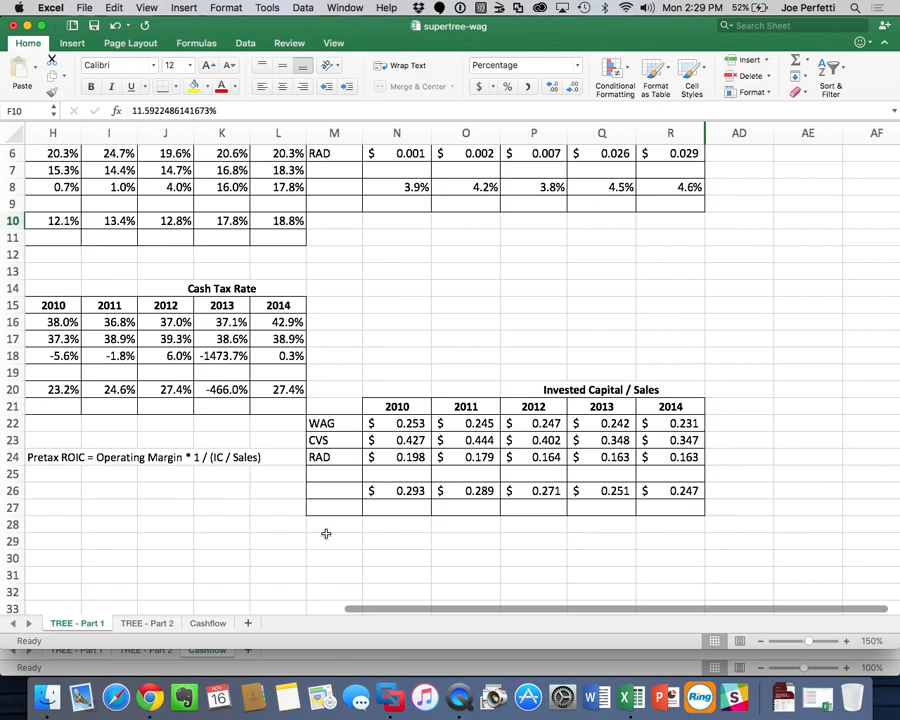 Excel File Edit View Insert Format Tools Data Window Help 52% Mon 2:29 PM Joe Perfetti
supertree-wag
Search Sheet
Home Insert Page Layout Formulas Data Review View
Paste
Calibri 12 A A
Wrap Text
Percentage
B I U A
Merge & Center
$ % ,
Conditional Formatting
Format as Table
Cell Styles
Insert
Delete
Format
Sort & Filter
F10 fx 11.5922486141673%
H I J K L M N O P Q R AD AE AF
6 20.3% 24.7% 19.6% 20.6% 20.3% RAD $ 0.001 $ 0.002 $ 0.007 $ 0.026 $ 0.029
7 15.3% 14.4% 14.7% 16.8% 18.3%
8 0.7% 1.0% 4.0% 16.0% 17.8% 3.9% 4.2% 3.8% 4.5% 4.6%
9
10 12.1% 13.4% 12.8% 17.8% 18.8%
11
12
13
14 Cash Tax Rate
15 2010 2011 2012 2013 2014
16 38.0% 36.8% 37.0% 37.1% 42.9%
17 37.3% 38.9% 39.3% 38.6% 38.9%
18 -5.6% -1.8% 6.0% -1473.7% 0.3%
19
20 23.2% 24.6% 27.4% -466.0% 27.4% Invested Capital / Sales
21 2010 2011 2012 2013 2014
22 WAG $ 0.253 $ 0.245 $ 0.247 $ 0.242 $ 0.231
23 CVS $ 0.427 $ 0.444 $ 0.402 $ 0.348 $ 0.347
24 Pretax ROIC = Operating Margin * 1 / (IC / Sales) RAD $ 0.198 $ 0.179 $ 0.164 $ 0.163 $ 0.163
25
26 $ 0.293 $ 0.289 $ 0.271 $ 0.251 $ 0.247
27
28
29
30
31
32
33
TREE - Part 1 TREE - Part 2 Cashflow +
Ready 150%
TREE - Part 1 TREE - Part 2 Cashflow +
Ready 100%
NOV
16
Ring